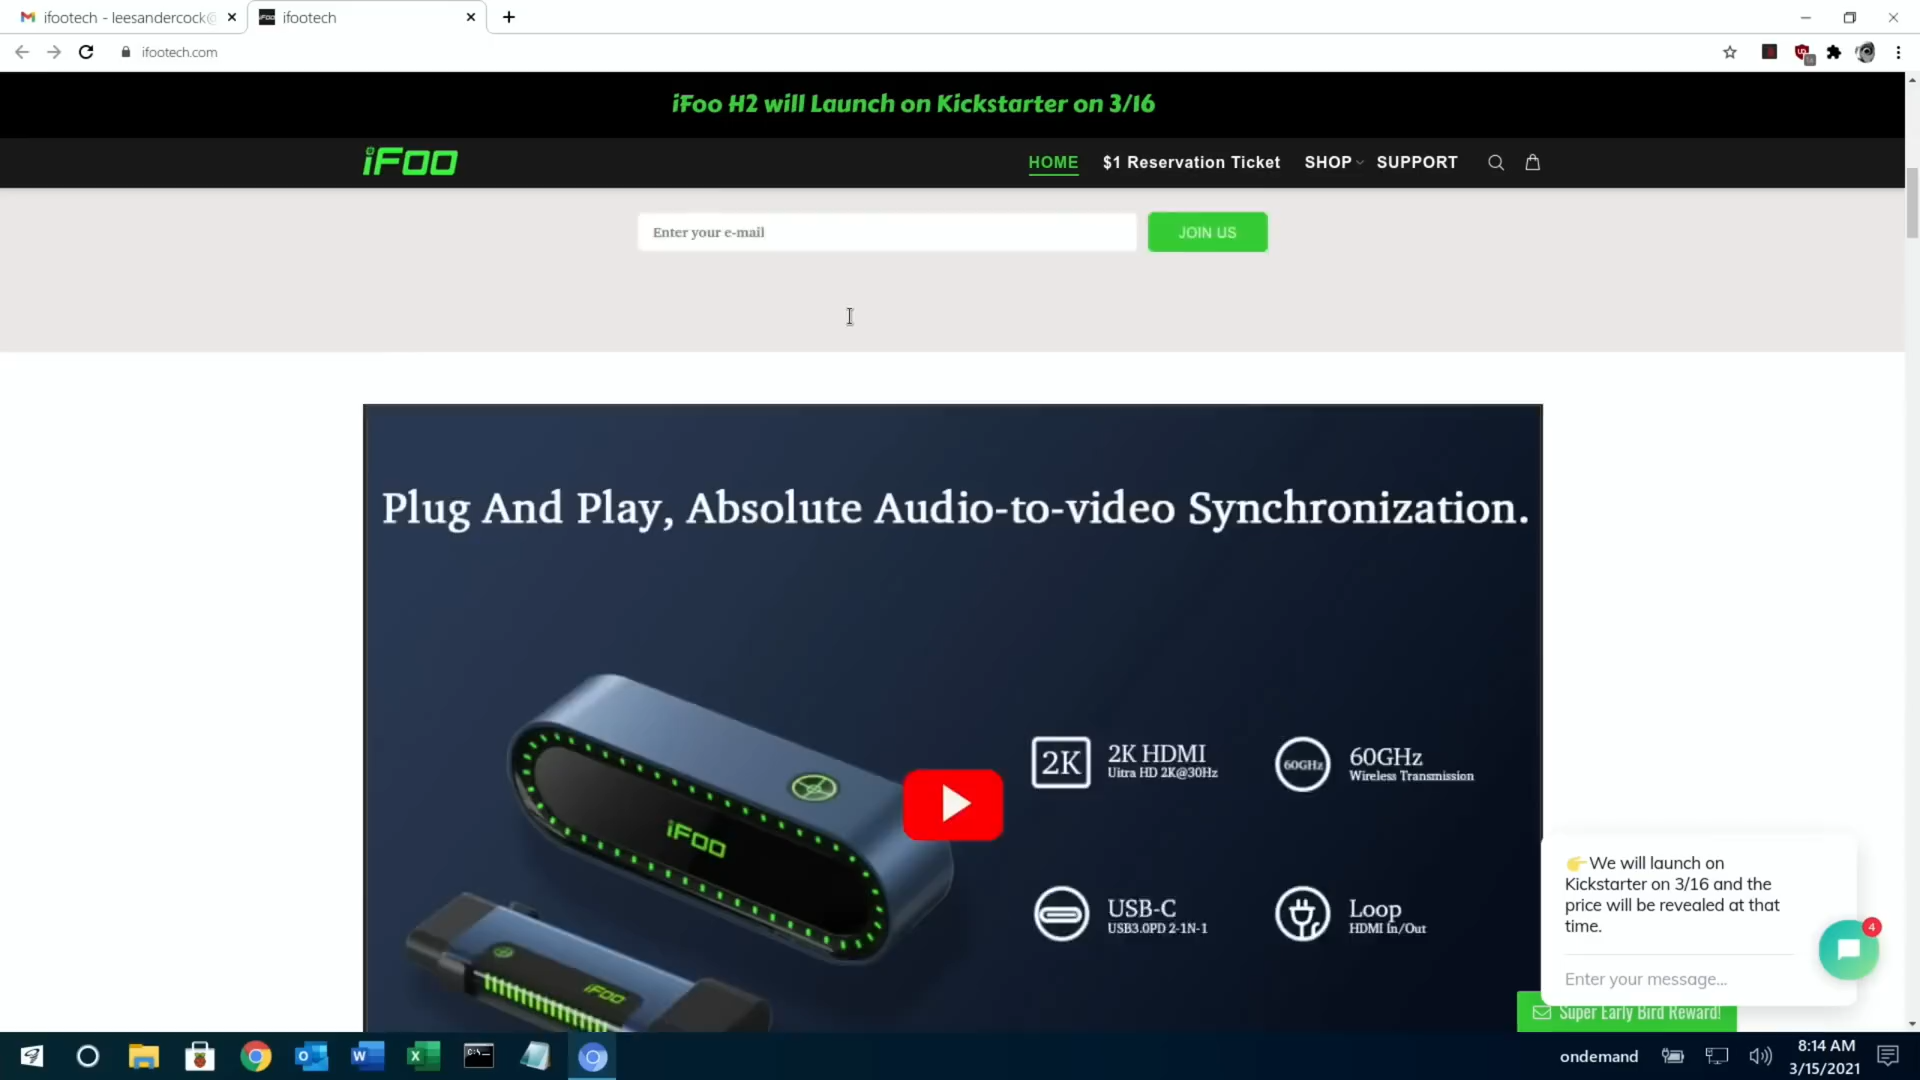 ifootech - leesandercock@
ifootech
ifootech.com
iFoo H2 will Launch on Kickstarter on 3/16
iFOO
HOME
$1 Reservation Ticket
SHOP
SUPPORT
Enter your e-mail
JOIN US
Plug And Play, Absolute Audio-to-video Synchronization.
2K
2K HDMI
Uitra HD 2K@30Hz
60GHz
60GHz
Wireless Transmission
iFOO
USB-C
USB3.0PD 2-1N-1
Loop
HDMI In/Out
iFOO
👉We will launch on
Kickstarter on 3/16 and the
price will be revealed at that
time.
4
Enter your message...
Super Early Bird Reward!
ondemand
8:14 AM
3/15/2021